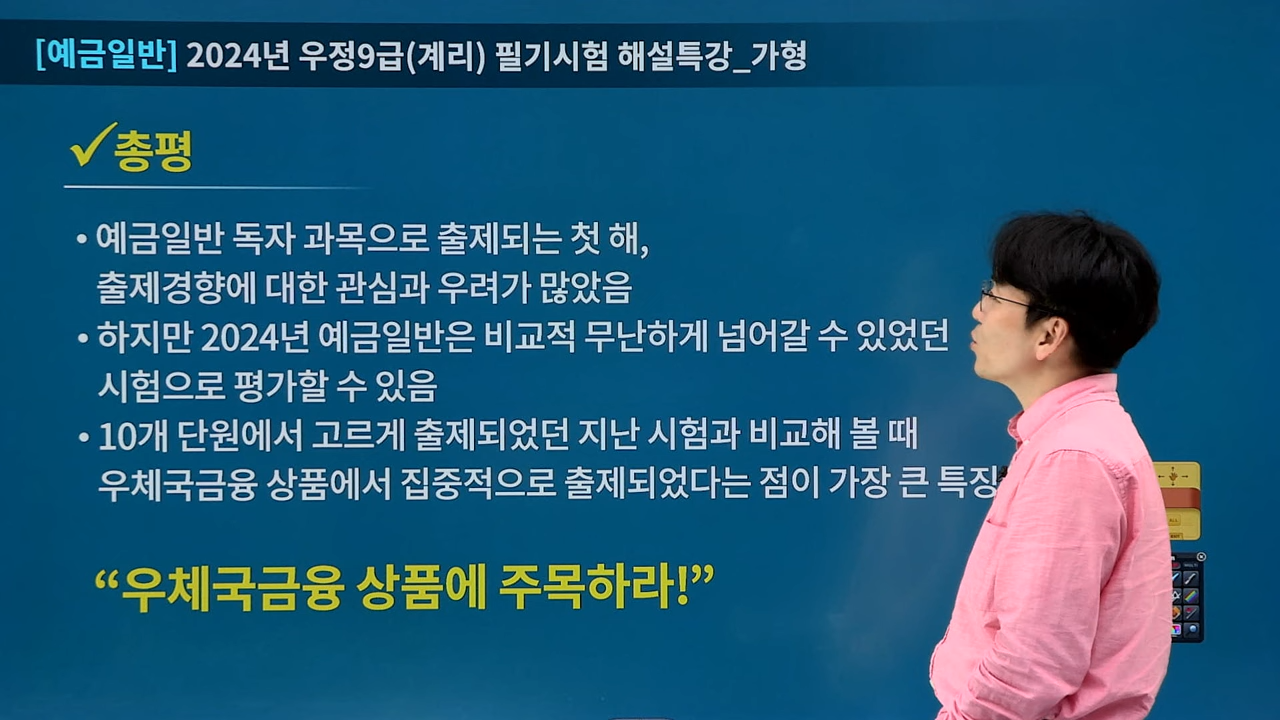 [예금일반] 2024년 우정9급(계리) 필기시험 해설특강_가형
총평
• 예금일반 독자 과목으로 출제되는 첫 해,
출제경향에 대한 관심과 우려가 많았음
• 하지만 2024년 예금일반은 비교적 무난하게 넘어갈 수 있었던
시험으로 평가할 수 있음
• 10개 단원에서 고르게 출제되었던 지난 시험과 비교해 볼 때
우체국금융 상품에서 집중적으로 출제되었다는 점이 가장 큰 특징
“우체국금융 상품에 주목하라!”